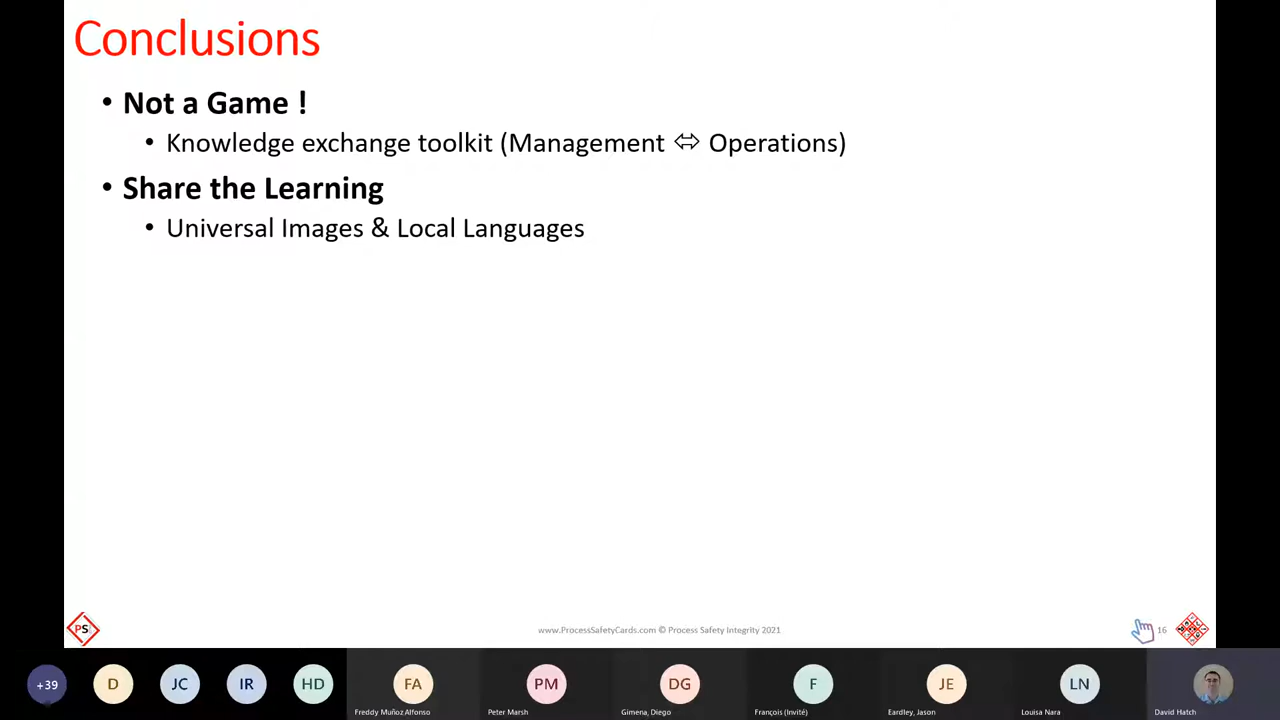 Conclusions
• Not a Game !
• Knowledge exchange toolkit (Management ⬄ Operations)
• Share the Learning
• Universal Images & Local Languages
PS
www.ProcessSafetyCards.com © Process Safety Integrity 2021
16
+39
D
JC
IR
HD
FA
PM
DG
F
JE
LN
Freddy Muñoz Alfonso
Peter Marsh
Gimena, Diego
François (Invité)
Eardley, Jason
Louisa Nara
David Hatch